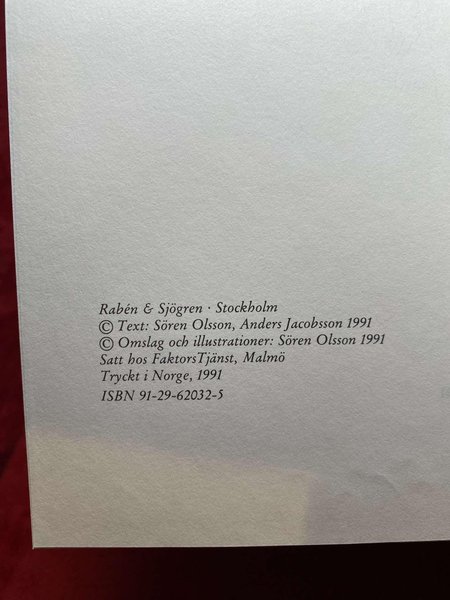 Rabén & Sjögren · Stockholm
© Text: Sören Olsson, Anders Jacobsson 1991
© Omslag och illustrationer: Sören Olsson 1991
Satt hos FaktorsTjänst, Malmö
Tryckt i Norge, 1991
ISBN 91-29-62032-5